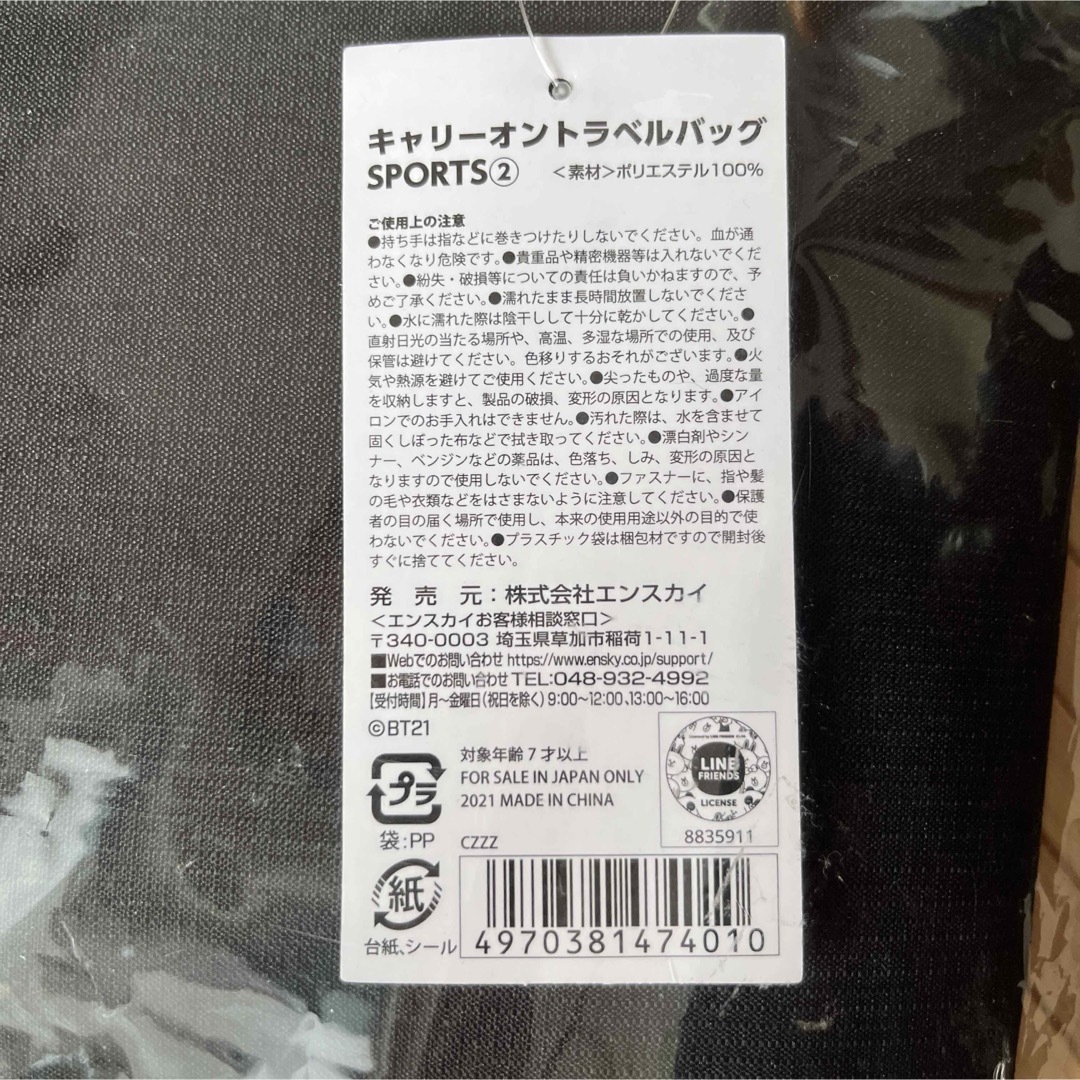 キャリーオントラベルバッグ
SPORTS② ＜素材＞ポリエステル100%
ご使用上の注意
●持ち手は指などに巻きつけたりしないでください。血が通
わなくなり危険です。●貴重品や精密機器等は入れないでくだ
さい。●紛失・破損等についての責任は負いかねますので、予
めご了承ください。●濡れたまま長時間放置しないでくださ
い。●水に濡れた際は陰干しして十分に乾かしてください。●
直射日光の当たる場所や、高温、多湿な場所での使用、及び
保管は避けてください。色移りするおそれがございます。●火
気や熱源を避けてご使用ください。●尖ったものや、過度な量
を収納しますと、製品の破損、変形の原因となります。●アイ
ロンでのお手入れはできません。●汚れた際は、水を含ませて
固くしぼった布などで拭き取ってください。●漂白剤やシン
ナー、ベンジンなどの薬品は、色落ち、しみ、変形の原因と
なりますので使用しないでください。●ファスナーに、指や髪
の毛や衣類などをはさまないように注意してください。●保護
者の目の届く場所で使用し、本来の使用用途以外の目的で使
わないでください。●プラスチック袋は梱包材ですので開封後
すぐに捨ててください。
発売元：株式会社エンスカイ
＜エンスカイお客様相談窓口＞
〒340-0003 埼玉県草加市稲荷1-11-1
■Webでのお問い合わせ https://www.ensky.co.jp/support/
■お電話でのお問い合わせ TEL:048-932-4992
【受付時間】月〜金曜日（祝日を除く）9:00〜12:00、13:00〜16:00
©BT21
対象年齢７才以上
FOR SALE IN JAPAN ONLY
2021 MADE IN CHINA
プラ
袋:PP
CZZZ
LINE
FRIENDS
LICENSE
8835911
紙
台紙、シール
4970381474010